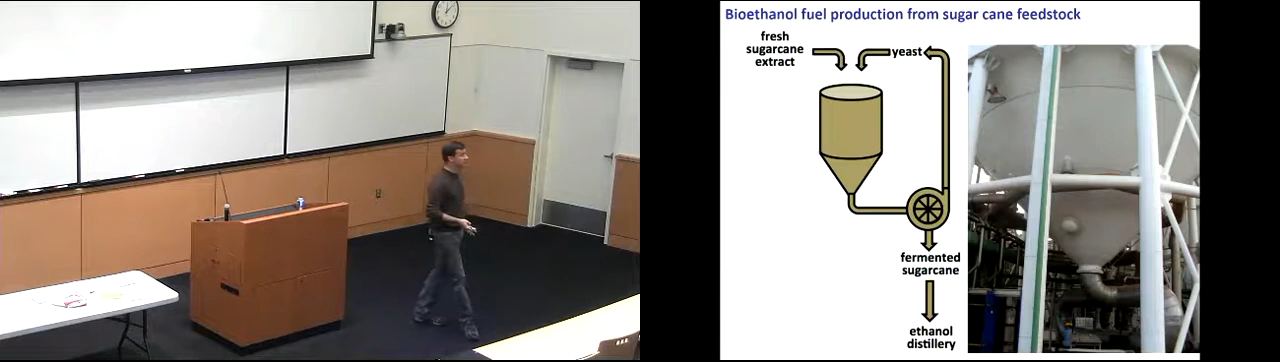 Bioethanol fuel production from sugar cane feedstock
fresh
sugarcane
extract
yeast
fermented
sugarcane
ethanol
distillery